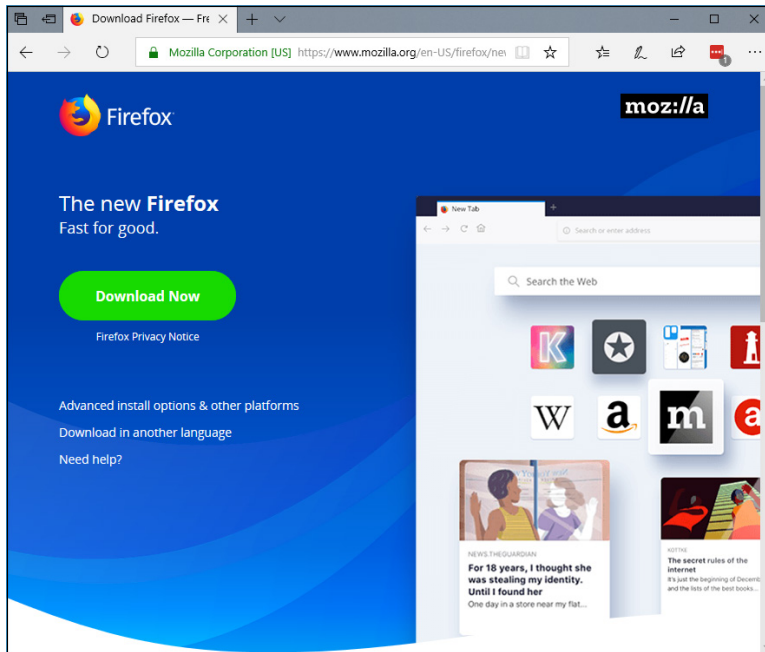 Download Firefox — Fre
Mozilla Corporation [US] https://www.mozilla.org/en-US/firefox/nev
1
Firefox
moz://a
The new Firefox
Fast for good.
Download Now
Firefox Privacy Notice
Advanced install options & other platforms
Download in another language
Need help?
New Tab
Search or enter address
Search the Web
K
W
a
m
a
NEWS.THEGUARDIAN
For 18 years, I thought she
was stealing my identity.
Until I found her
One day in a store near my flat...
KOTTKE
The secret rules of the
internet
It's just the beginning of Decemb
and the lists of the best books...